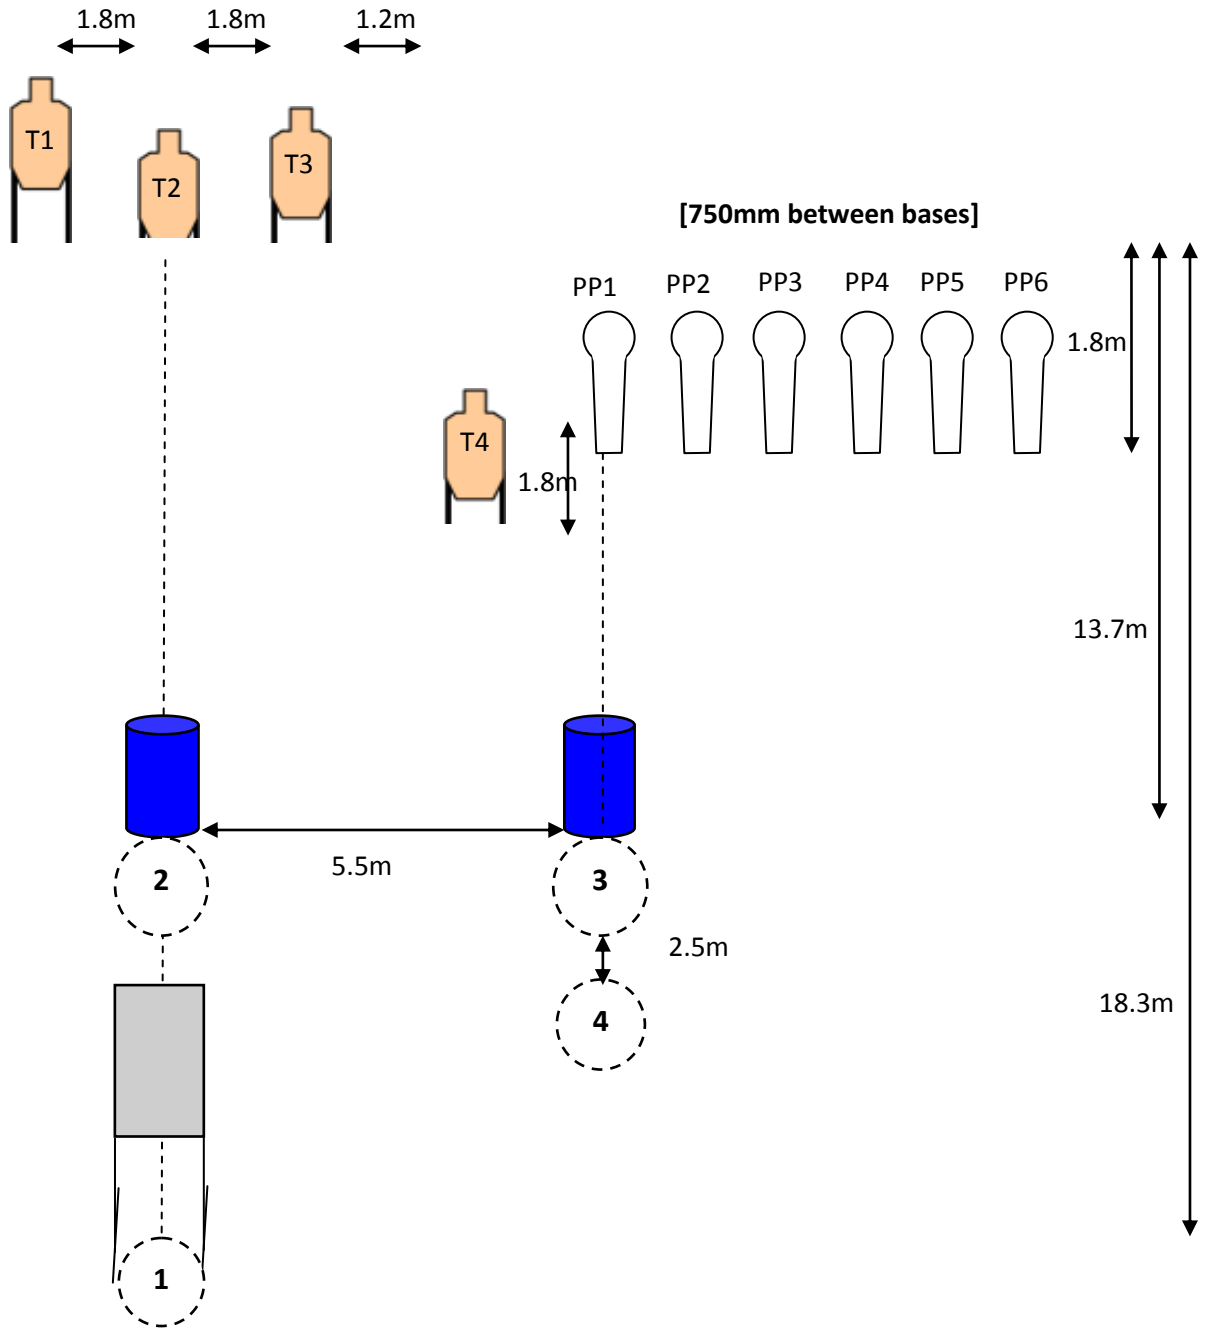 1.8m 1.8m 1.2m
T1
T2
T3
[750mm between bases]
PP1 PP2 PP3 PP4 PP5 PP6
1.8m
T4
1.8m
13.7m
5.5m
2 3
2.5m
4
18.3m
1